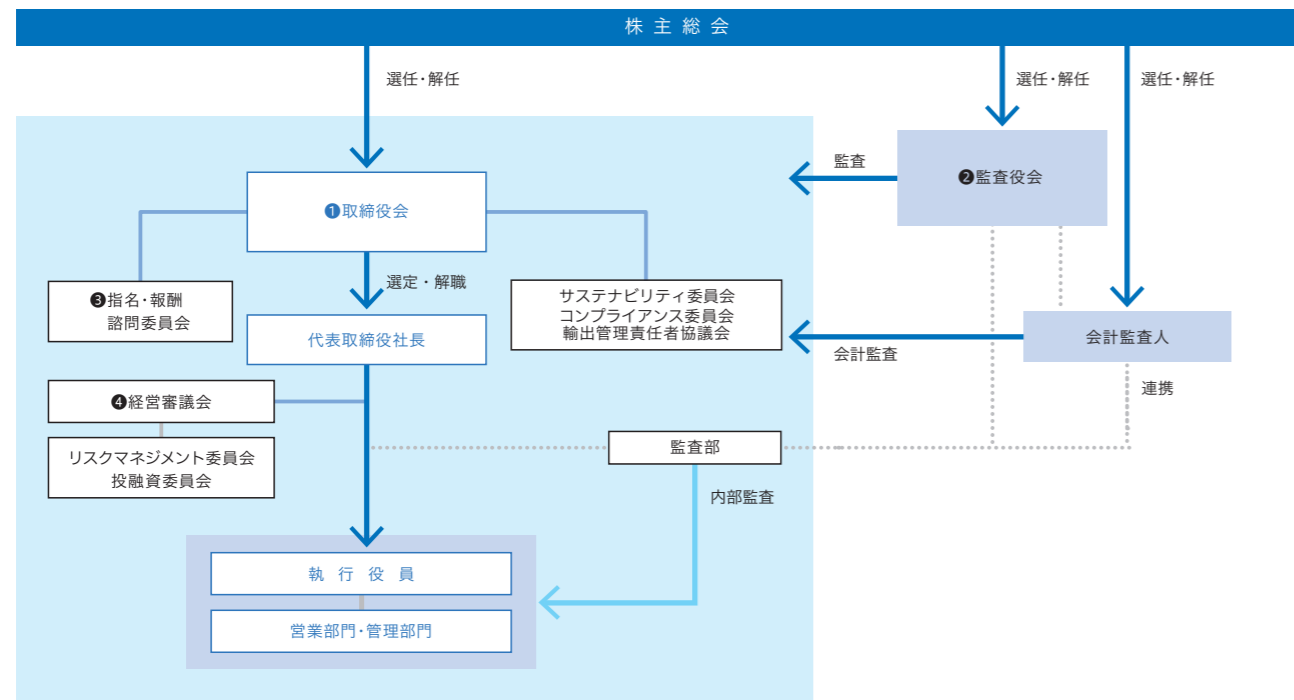 株主総会
選任・解任
選任・解任
選任・解任
監査
❷監査役会
❶取締役会
選定・解職
❸指名・報酬
諮問委員会
サステナビリティ委員会
コンプライアンス委員会
輸出管理責任者協議会
代表取締役社長
会計監査人
会計監査
連携
❹経営審議会
リスクマネジメント委員会
投融資委員会
監査部
内部監査
執行役員
営業部門・管理部門